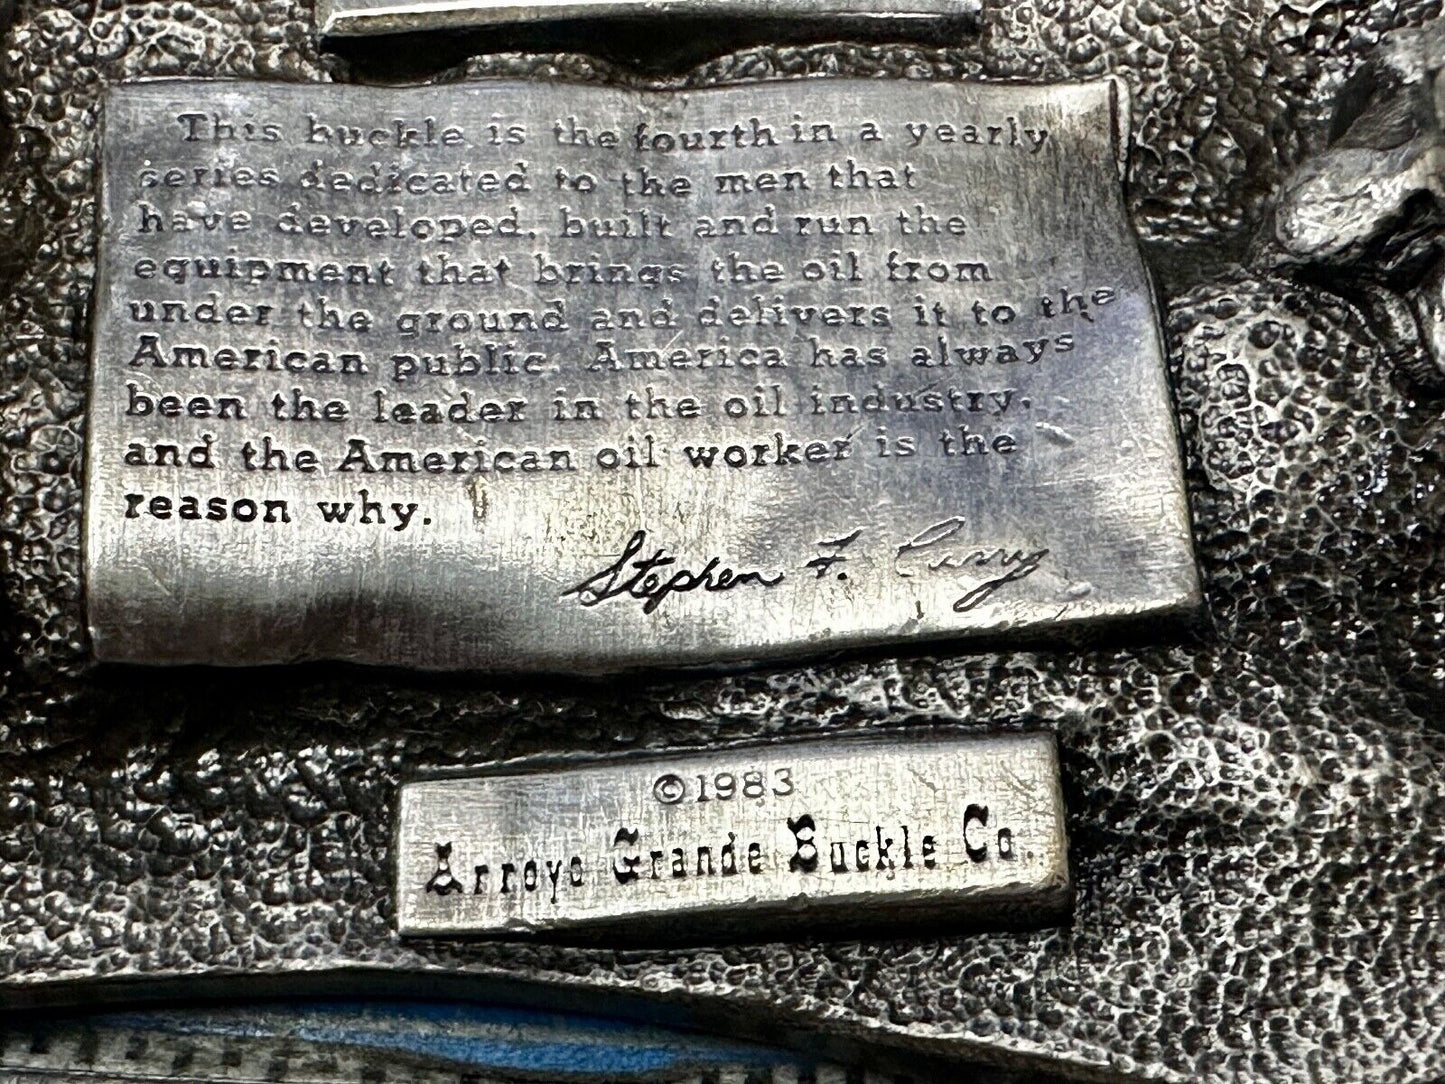 This buckle is the fourth in a yearly
series dedicated to the men that
have developed, built and run the
equipment that brings the oil from
under the ground and delivers it to the
American public. America has always
been the leader in the oil industry,
and the American oil worker is the
reason why.
Stephen F. Curry
©1983
Arroyo Grande Buckle Co.